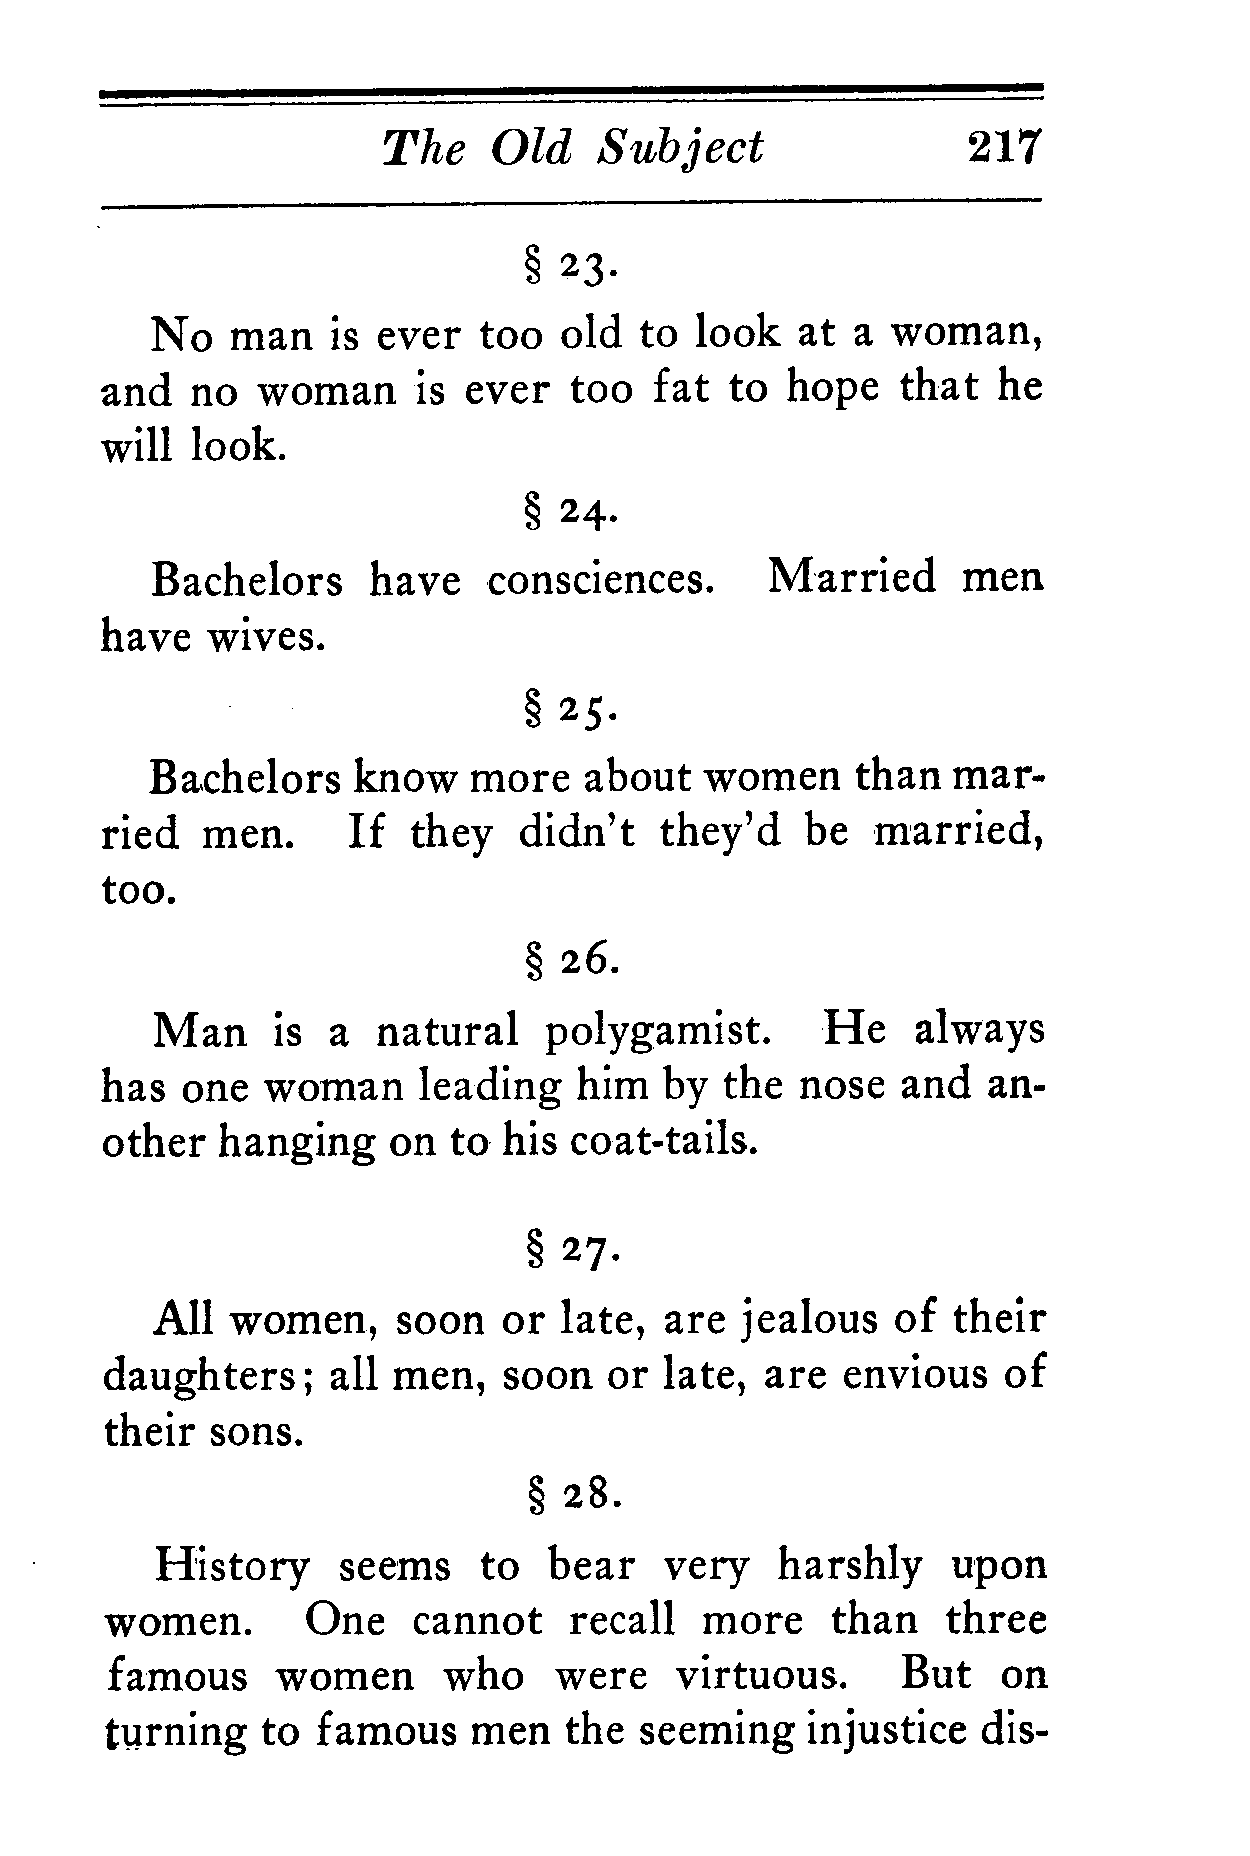 The Old Subject 217
§ 23.
No man is ever too old to look at a woman,
and no woman is ever too fat to hope that he
will look.
§ 24.
Bachelors have consciences. Married men
have wives.
§ 25.
Bachelors know more about women than mar-
ried men. If they didn't they'd be married,
too.
§ 26.
Man is a natural polygamist. He always
has one woman leading him by the nose and an-
other hanging on to his coat-tails.
§ 27.
All women, soon or late, are jealous of their
daughters; all men, soon or late, are envious of
their sons.
§ 28.
History seems to bear very harshly upon
women. One cannot recall more than three
famous women who were virtuous. But on
turning to famous men the seeming injustice dis-